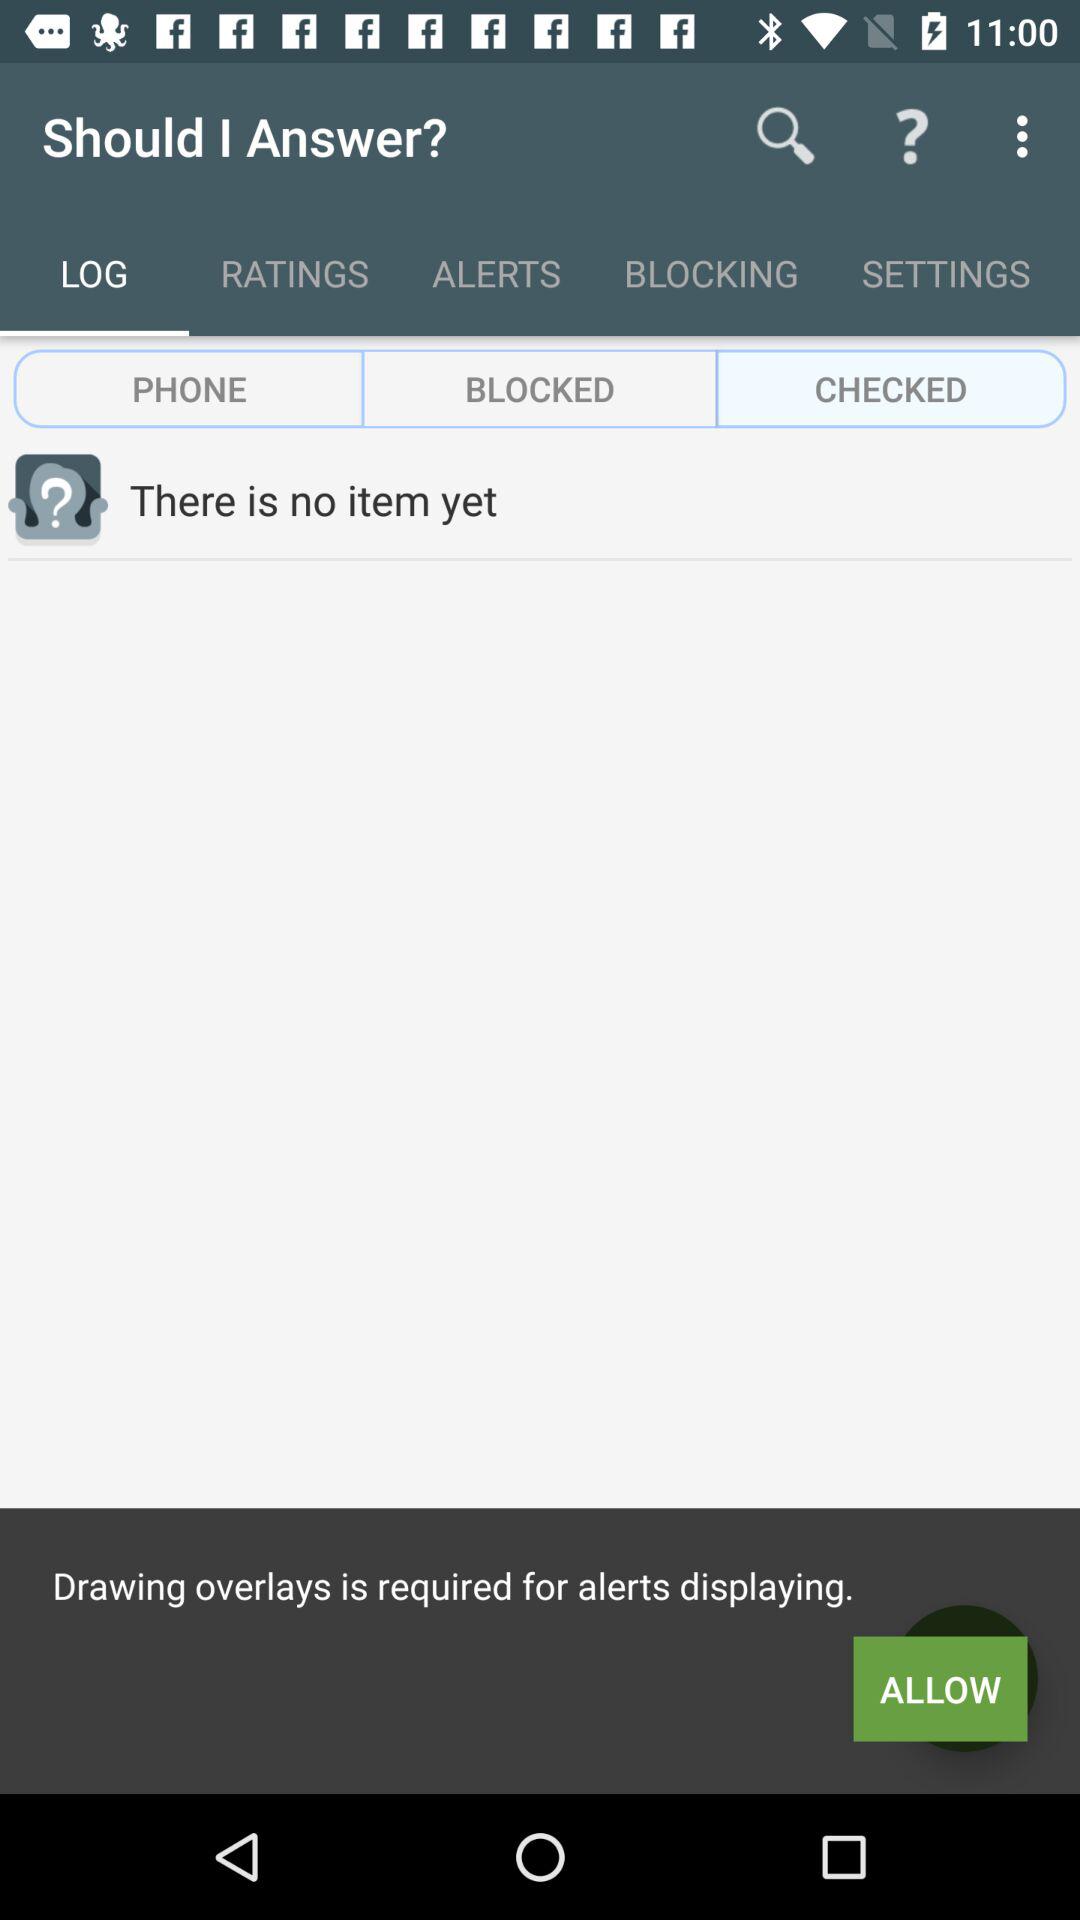 11:00
Should I Answer?
LOG RATINGS ALERTS BLOCKING SETTINGS
PHONE BLOCKED CHECKED
There is no item yet
Drawing overlays is required for alerts displaying.
ALLOW